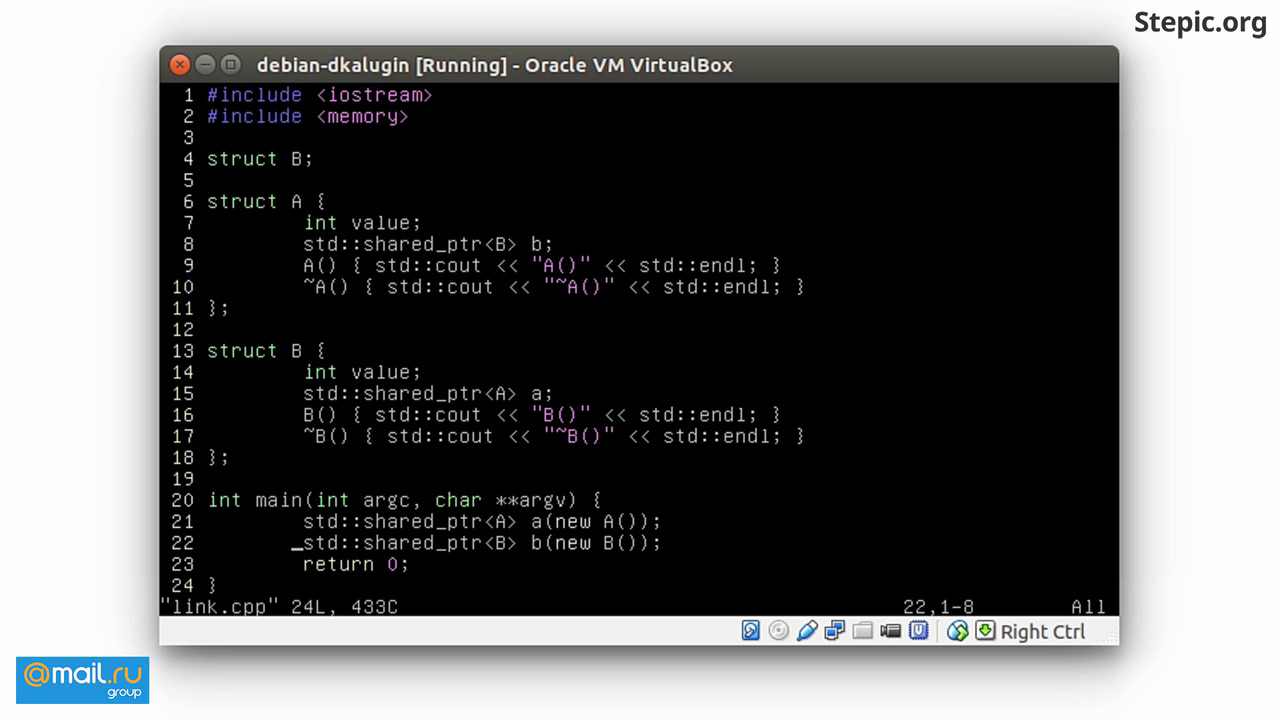 Stepic.org
debian-dkalugin [Running] - Oracle VM VirtualBox
1 #include <iostream>
2 #include <memory>
3
4 struct B;
5
6 struct A {
7         int value;
8         std::shared_ptr<B> b;
9         A() { std::cout << "A()" << std::endl; }
10         ~A() { std::cout << "~A()" << std::endl; }
11 };
12
13 struct B {
14         int value;
15         std::shared_ptr<A> a;
16         B() { std::cout << "B()" << std::endl; }
17         ~B() { std::cout << "~B()" << std::endl; }
18 };
19
20 int main(int argc, char **argv) {
21         std::shared_ptr<A> a(new A());
22         std::shared_ptr<B> b(new B());
23         return 0;
24 }
"link.cpp" 24L, 433C 22,1-8 All
Right Ctrl
@mail.ru
group